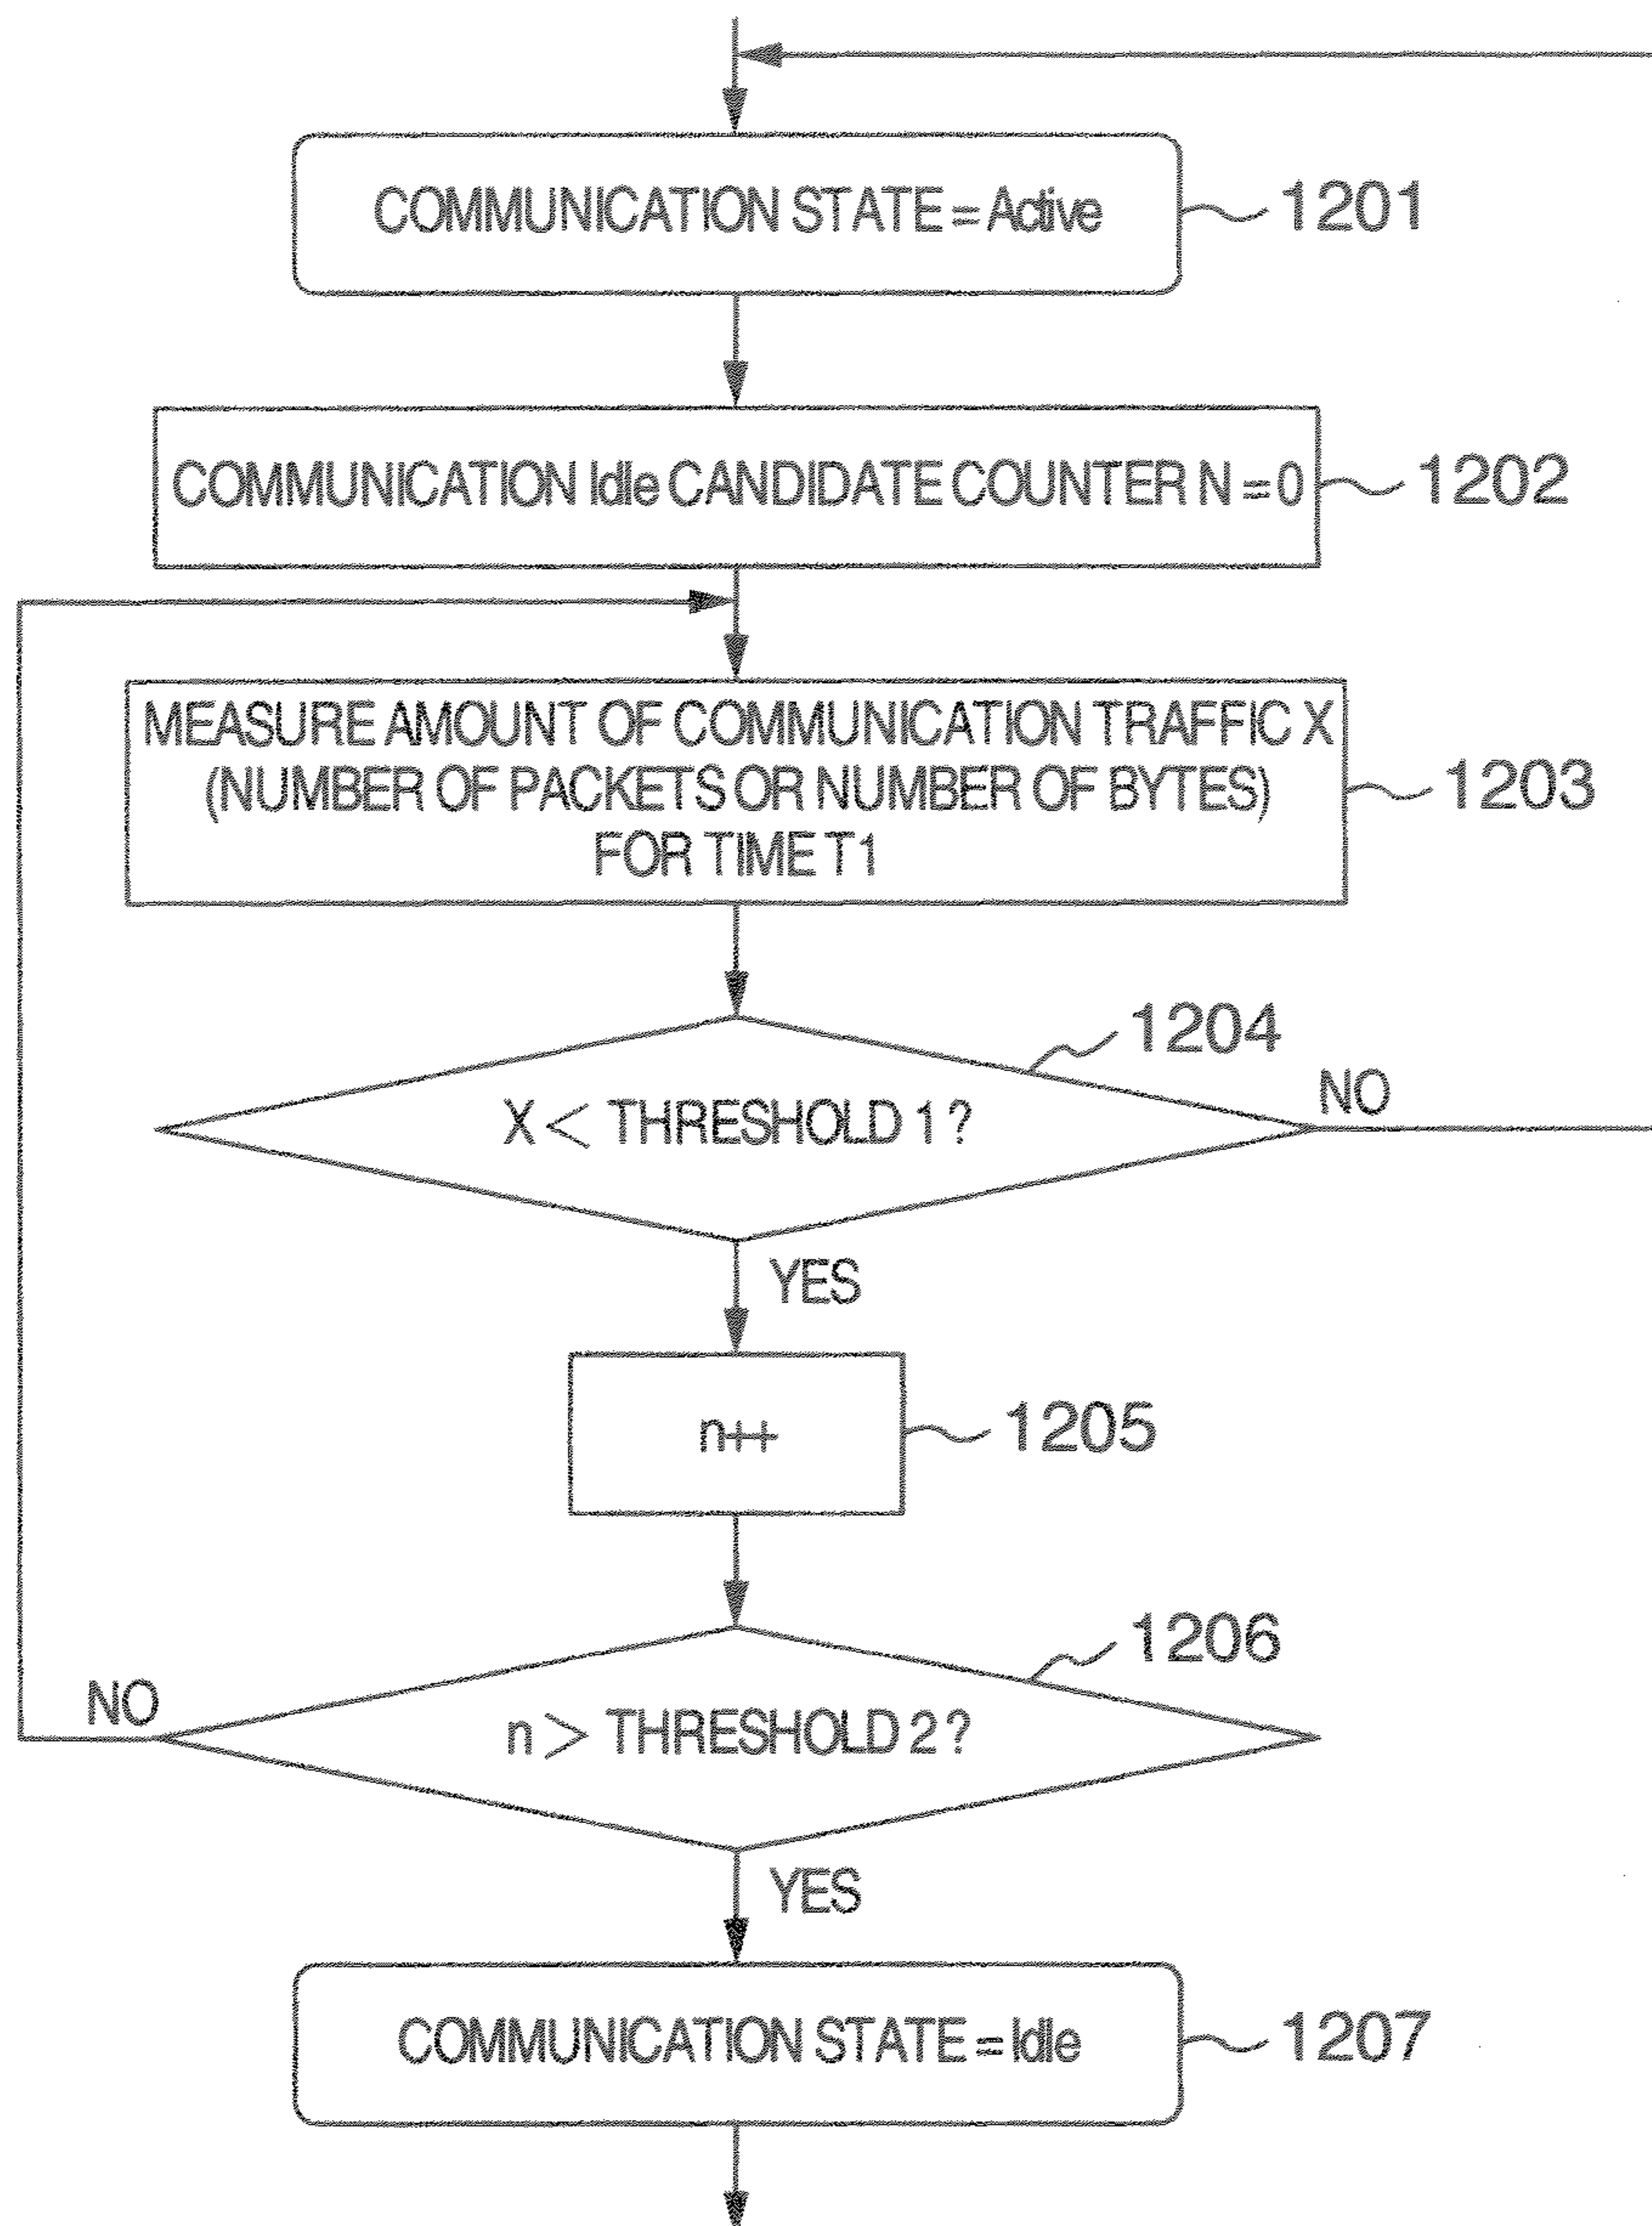 COMMUNICATION STATE = Active
1201
COMMUNICATION Idle CANDIDATE COUNTER N = 0
1202
MEASURE AMOUNT OF COMMUNICATION TRAFFIC X
(NUMBER OF PACKETS OR NUMBER OF BYTES)
FOR TIME T1
1203
1204
X < THRESHOLD 1 ?
NO
YES
n++
1205
1206
n > THRESHOLD 2 ?
NO
YES
COMMUNICATION STATE = Idle
1207